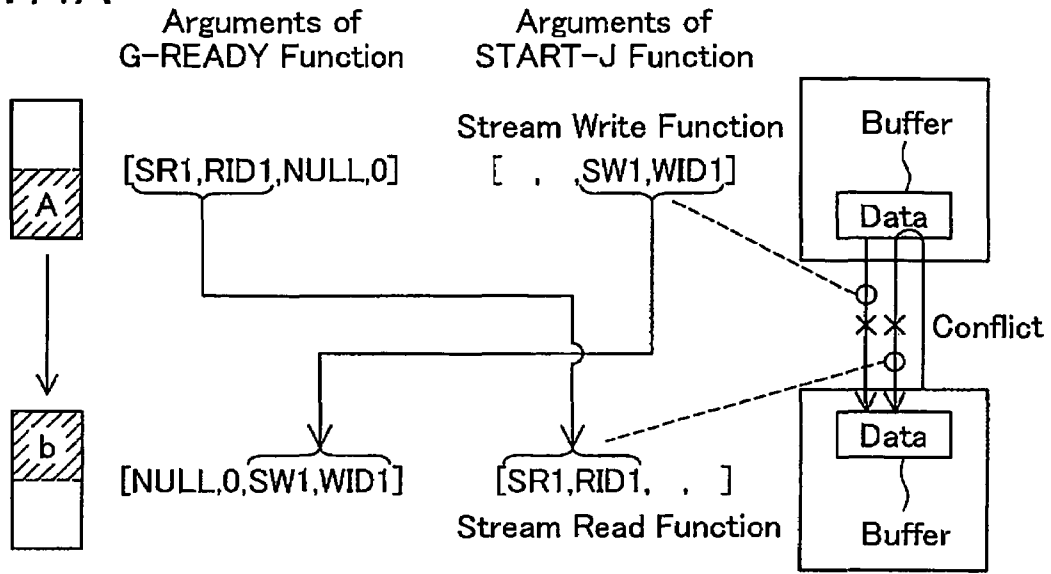 Arguments of
G-READY Function
Arguments of
START-J Function
Stream Write Function
Buffer
[SR1,RID1,NULL,0]
[ , ,SW1,WID1]
A
Data
Conflict
b
Data
[NULL,0,SW1,WID1]
[SR1,RID1, , ]
Stream Read Function
Buffer